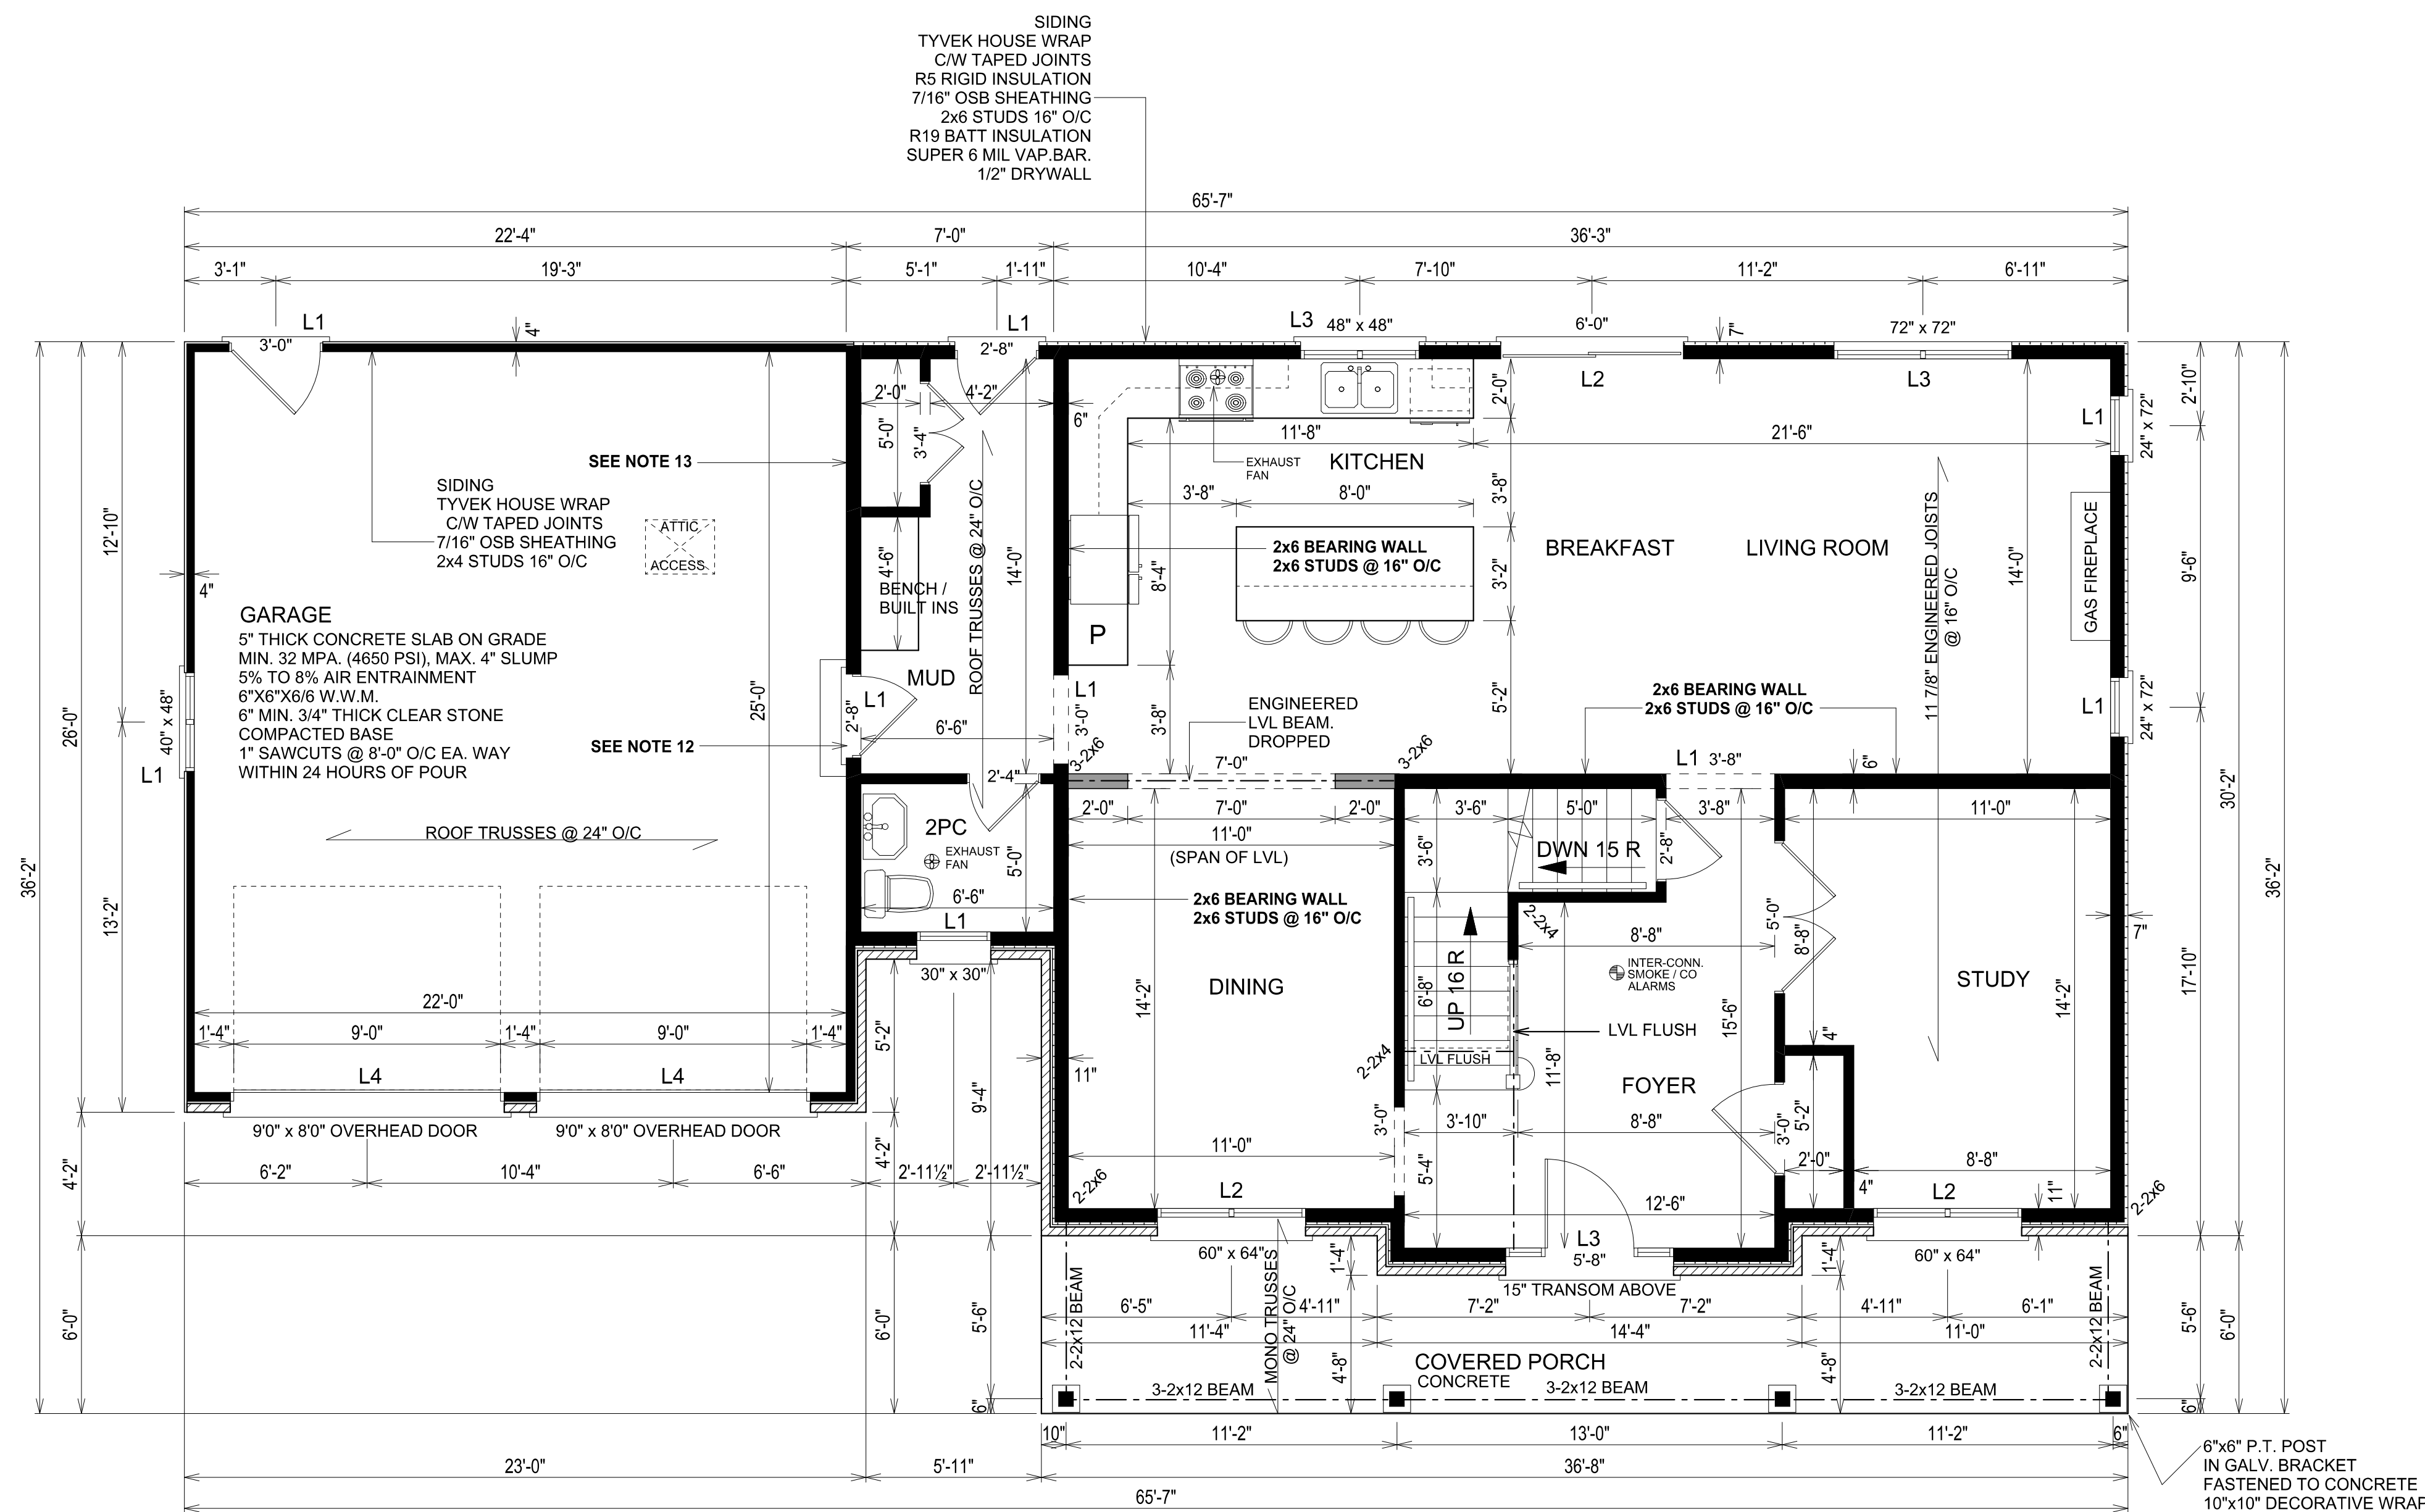 SIDING
TYVEK HOUSE WRAP
C/W TAPED JOINTS
R5 RIGID INSULATION
7/16" OSB SHEATHING
2x6 STUDS 16" O/C
R19 BATT INSULATION
SUPER 6 MIL VAP.BAR.
1/2" DRYWALL
65'-7"
22'-4" 7'-0" 36'-3"
3'-1" 19'-3" 5'-1" 1'-11" 10'-4" 7'-10" 11'-2" 6'-11"
L1 4" L1 L3 48" x 48" 6'-0" 7" 72" x 72"
3'-0" 2'-8" L2 L3
2'-0" 4'-2" 6" 2'-0" L1 24" x 72" 2'-10"
5'-0" 3'-4" 11'-8" 21'-6"
SEE NOTE 13
EXHAUST
FAN
KITCHEN
3'-8" 8'-0" 3'-8"
SIDING
TYVEK HOUSE WRAP
C/W TAPED JOINTS
7/16" OSB SHEATHING
2x4 STUDS 16" O/C
ATTIC
ACCESS
ROOF TRUSSES @ 24" O/C
14'-0"
4'-6"
BENCH /
BUILT INS
8'-4"
2x6 BEARING WALL
2x6 STUDS @ 16" O/C
3'-2"
BREAKFAST
LIVING ROOM
11 7/8" ENGINEERED JOISTS
@ 16" O/C
14'-0"
GAS FIREPLACE
9'-6"
12'-10"
4"
GARAGE
5" THICK CONCRETE SLAB ON GRADE
MIN. 32 MPA. (4650 PSI), MAX. 4" SLUMP
5% TO 8% AIR ENTRAINMENT
6"X6"X6/6 W.W.M.
6" MIN. 3/4" THICK CLEAR STONE
COMPACTED BASE
1" SAWCUTS @ 8'-0" O/C EA. WAY
WITHIN 24 HOURS OF POUR
40" x 48"
L1
26'-0"
25'-0"
P
MUD
L1
2'-8"
6'-6"
SEE NOTE 12
L1
3'-0"
3-2x6
3'-8"
ENGINEERED
LVL BEAM.
DROPPED
5'-2"
2x6 BEARING WALL
2x6 STUDS @ 16" O/C
L1
24" x 72"
2'-4"
7'-0"
3-2x6
L1 3'-8"
6"
30'-2"
36'-2"
36'-2"
13'-2"
2'-0" 7'-0" 2'-0" 3'-6" 5'-0" 3'-8" 11'-0"
ROOF TRUSSES @ 24" O/C
2PC
EXHAUST
FAN
5'-0"
6'-6"
L1
11'-0"
(SPAN OF LVL)
3'-6"
DWN 15 R
2'-8"
2x6 BEARING WALL
2x6 STUDS @ 16" O/C
2-2x4
8'-8"
5'-0"
8'-8"
7"
30" x 30"
DINING
14'-2"
UP 16 R
6'-8"
INTER-CONN.
SMOKE / CO
ALARMS
STUDY
14'-2"
17'-10"
22'-0"
1'-4" 9'-0" 1'-4" 9'-0" 1'-4"
5'-2"
11"
2-2x4
LVL FLUSH
LVL FLUSH
15'-6"
11'-8"
4"
L4 L4
9'-4"
FOYER
9'0" x 8'0" OVERHEAD DOOR
9'0" x 8'0" OVERHEAD DOOR
3'-0"
3'-10" 8'-8"
3'-0"
5'-2"
4'-2"
6'-2" 10'-4" 6'-6"
4'-2"
2'-11½" 2'-11½"
11'-0"
5'-4"
2'-0" 8'-8"
2-2x6
L2
12'-6"
4"
L2
11"
2-2x6
60" x 64"
L3
5'-8"
15" TRANSOM ABOVE
60" x 64"
1'-4"
1'-4"
2-2x12 BEAM
MONO TRUSSES
@ 24" O/C
2-2x12 BEAM
6'-5" 4'-11" 7'-2" 7'-2" 4'-11" 6'-1"
11'-4" 14'-4" 11'-0"
6'-0" 6'-0" 5'-6" 4'-8" 4'-8" 5'-6" 6'-0"
COVERED PORCH
CONCRETE
3-2x12 BEAM 3-2x12 BEAM 3-2x12 BEAM
6" 6"
10" 11'-2" 13'-0" 11'-2" 6"
23'-0" 5'-11" 36'-8"
65'-7"
6"x6" P.T. POST
IN GALV. BRACKET
FASTENED TO CONCRETE
10"x10" DECORATIVE WRAP